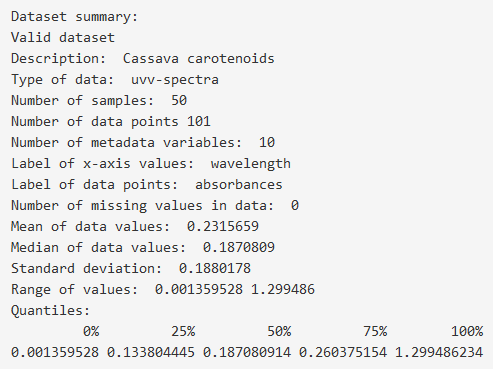 Dataset summary:
Valid dataset
Description:  Cassava carotenoids
Type of data:  uvv-spectra
Number of samples:  50
Number of data points 101
Number of metadata variables:  10
Label of x-axis values:  wavelength
Label of data points:  absorbances
Number of missing values in data:  0
Mean of data values:  0.2315659
Median of data values:  0.1870809
Standard deviation:  0.1880178
Range of values:  0.001359528 1.299486
Quantiles:
         0%         25%         50%         75%        100%
0.001359528 0.133804445 0.187080914 0.260375154 1.299486234